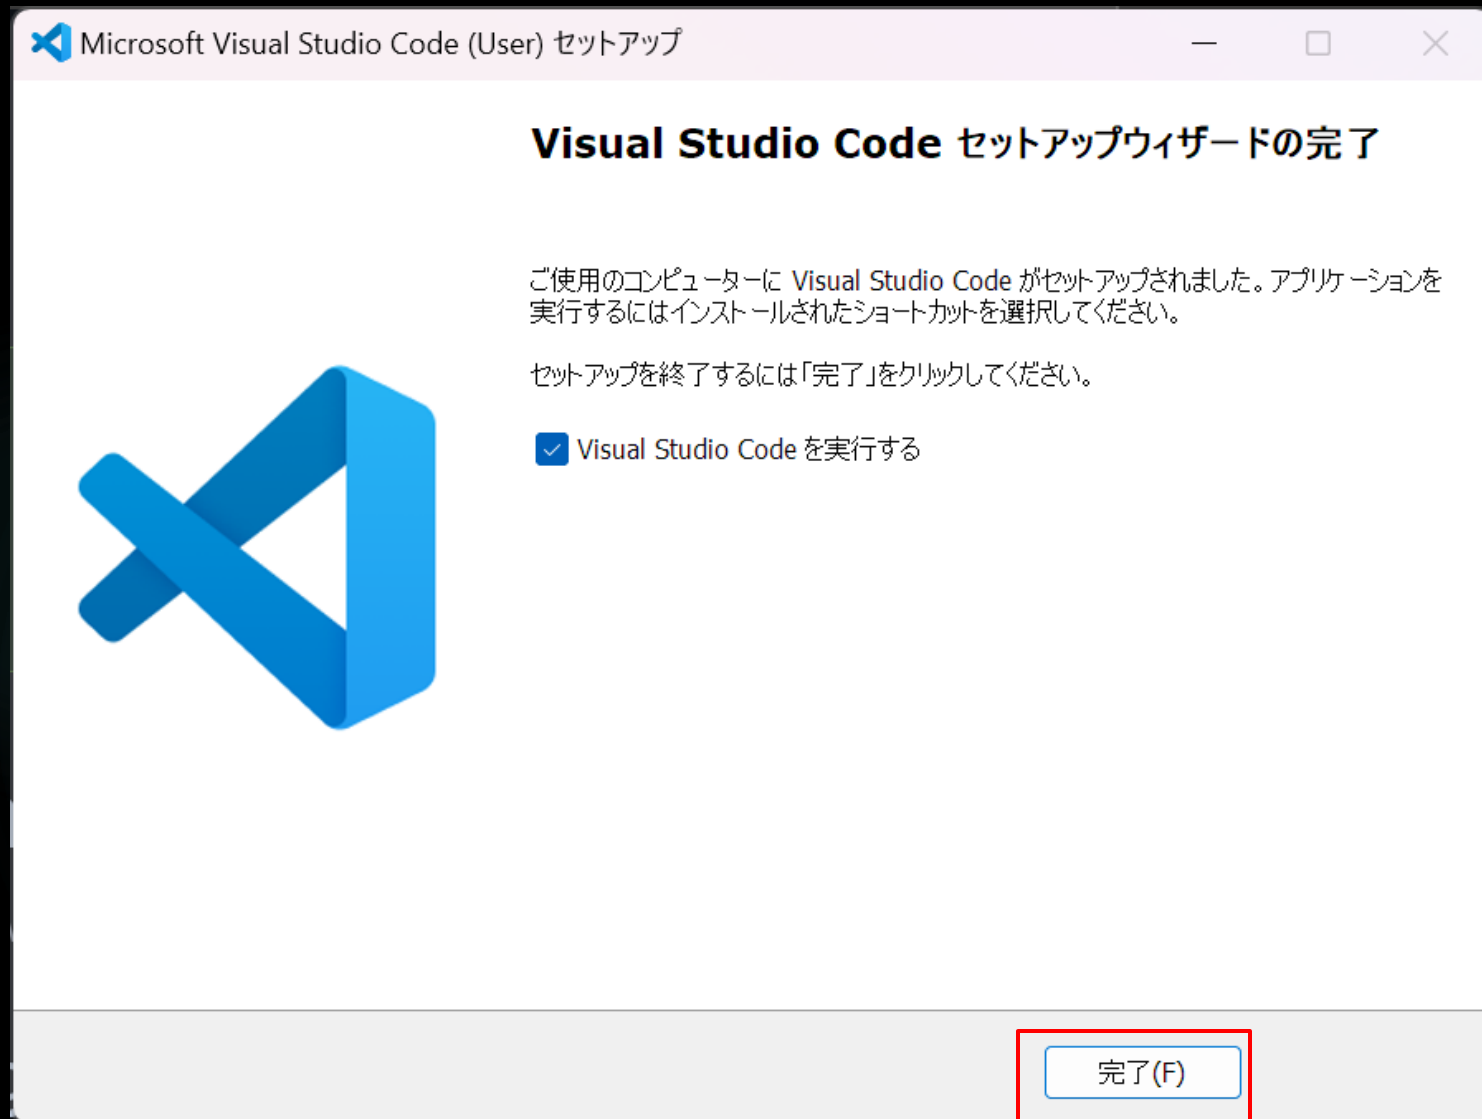 Microsoft Visual Studio Code (User) セットアップ
Visual Studio Code セットアップウィザードの完了
ご使用のコンピューターに Visual Studio Code がセットアップされました。アプリケーションを
実行するにはインストールされたショートカットを選択してください。
セットアップを終了するには「完了」をクリックしてください。
Visual Studio Code を実行する
完了(F)